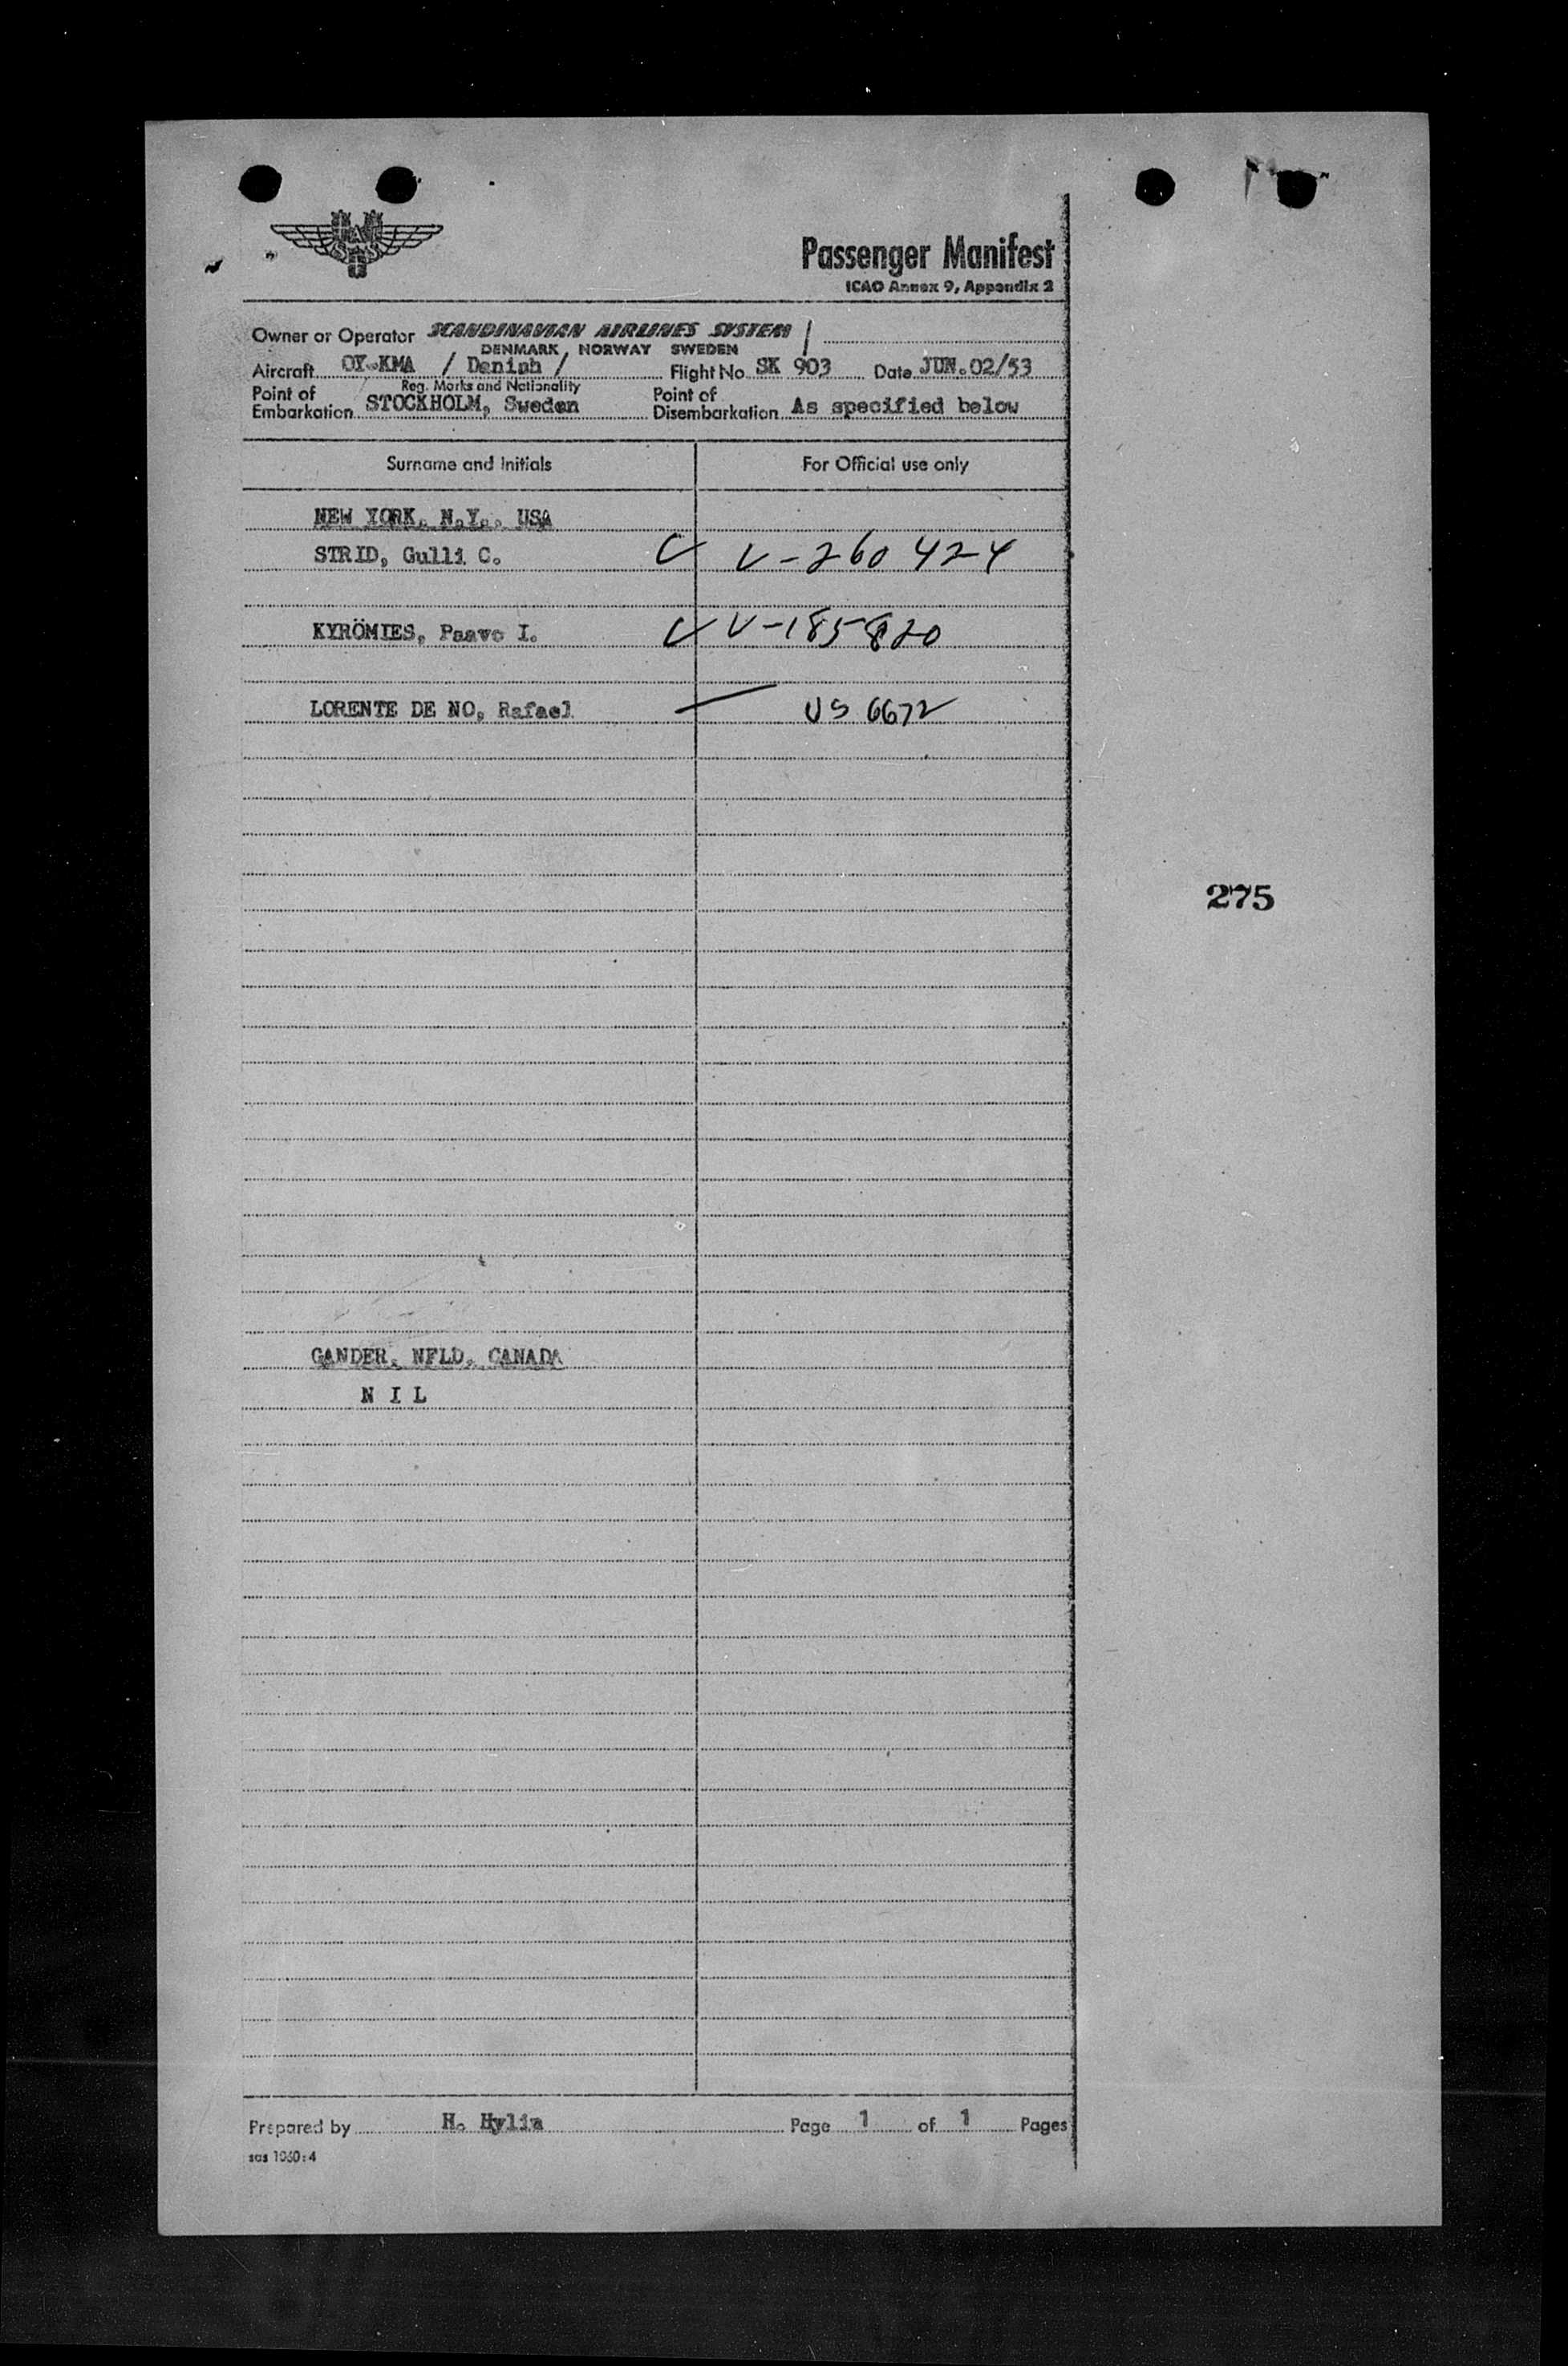 Passenger Manifest
ICAO Annex 9, Appendix 2
Owner or Operator SCANDINAVIAN AIRLINES SYSTEM
DENMARK NORWAY SWEDEN
Aircraft OY-KMA / Danish / Flight No SK 903 Date JUN.02/53
Reg. Marks and Nationality
Point of Embarkation STOCKHOLM, Sweden Point of Disembarkation As specified below
Surname and Initials For Official use only
NEW YORK, N.Y., USA
STRID, Gulli C. V-260424
KYRÖMIES, Paavo I. V-185820
LORENTE DE NO, Rafael US 6672
275
GANDER, NFLD, CANADA
N I L
Prepared by H. Hylin Page 1 of 1 Pages
sas 1060:4